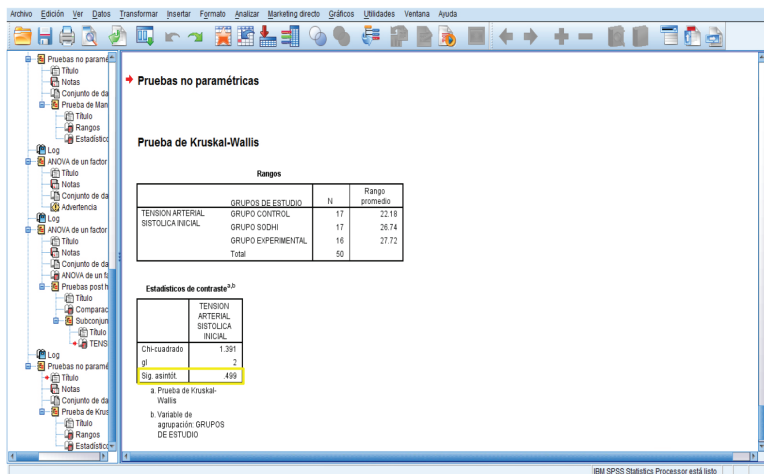 Archivo Edición Ver Datos Transformar Insertar Formato Analizar Marketing directo Gráficos Utilidades Ventana Ayuda
Pruebas no paramé
Título
Notas
Conjunto de da
Prueba de Man
Título
Rangos
Estadístico
Log
ANOVA de un factor
Título
Notas
Conjunto de da
Advertencia
Log
ANOVA de un factor
Título
Notas
Conjunto de da
ANOVA de un fa
Pruebas post h
Título
Comparac
Subconjun
Título
TENS
Log
Pruebas no paramé
Título
Notas
Conjunto de da
Prueba de Krus
Título
Rangos
Estadístico
Pruebas no paramétricas
Prueba de Kruskal-Wallis
Rangos
GRUPOS DE ESTUDIO N Rango promedio
TENSION ARTERIAL SISTOLICA INICIAL GRUPO CONTROL 17 22.18
GRUPO SODHI 17 26.74
GRUPO EXPERIMENTAL 16 27.72
Total 50
Estadísticos de contraste a,b
TENSION
ARTERIAL
SISTOLICA
INICIAL
Chi-cuadrado 1.391
gl 2
Sig. asintót. .499
a. Prueba de Kruskal-
Wallis
b. Variable de
agrupación: GRUPOS
DE ESTUDIO
IBM SPSS Statistics Processor está listo